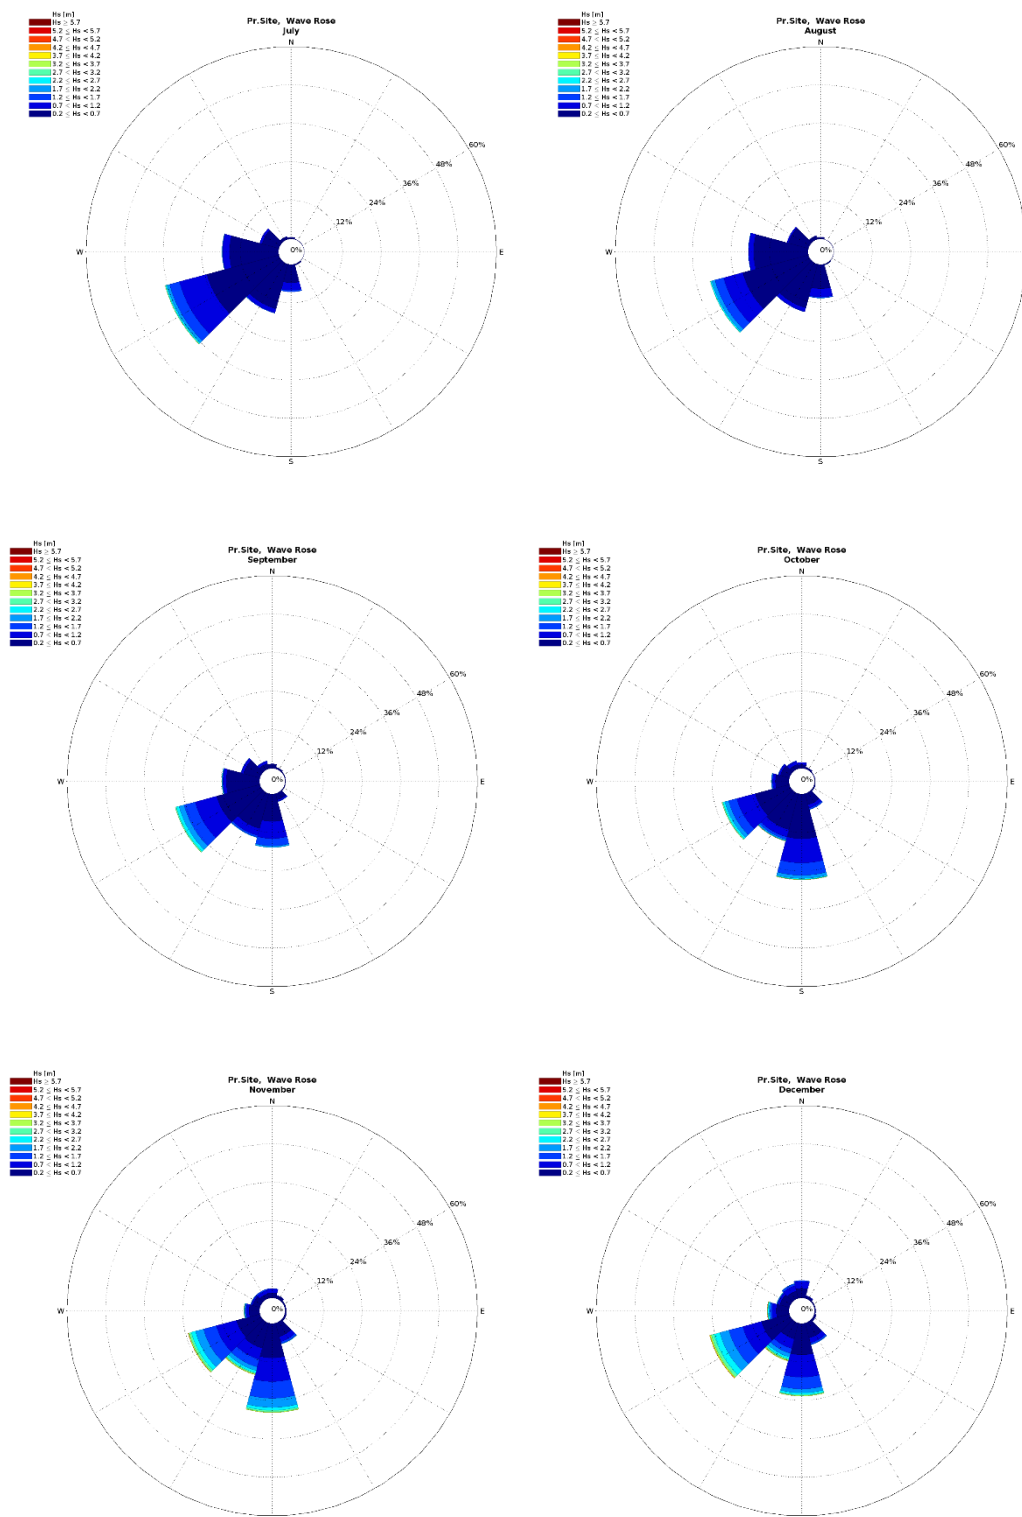 Hs [m]
Hs ≥ 5.7
5.2 ≤ Hs < 5.7
4.7 < Hs < 5.2
4.2 ≤ Hs < 4.7
3.7 ≤ Hs < 4.2
3.2 ≤ Hs < 3.7
2.7 < Hs < 3.2
2.2 ≤ Hs < 2.7
1.7 ≤ Hs < 2.2
1.2 ≤ Hs < 1.7
0.7 < Hs < 1.2
0.2 ≤ Hs < 0.7
Pr.Site, Wave Rose
July
N
60%
48%
36%
24%
12%
0%
W
E
S
Hs [m]
Hs ≥ 5.7
5.2 ≤ Hs < 5.7
4.7 < Hs < 5.2
4.2 ≤ Hs < 4.7
3.7 ≤ Hs < 4.2
3.2 ≤ Hs < 3.7
2.7 < Hs < 3.2
2.2 ≤ Hs < 2.7
1.7 ≤ Hs < 2.2
1.2 ≤ Hs < 1.7
0.7 < Hs < 1.2
0.2 ≤ Hs < 0.7
Pr.Site, Wave Rose
August
N
60%
48%
36%
24%
12%
0%
W
S
Hs [m]
Hs ≥ 5.7
5.2 ≤ Hs < 5.7
4.7 < Hs < 5.2
4.2 ≤ Hs < 4.7
3.7 ≤ Hs < 4.2
3.2 ≤ Hs < 3.7
2.7 < Hs < 3.2
2.2 ≤ Hs < 2.7
1.7 ≤ Hs < 2.2
1.2 ≤ Hs < 1.7
0.7 < Hs < 1.2
0.2 ≤ Hs < 0.7
Pr.Site, Wave Rose
September
N
60%
48%
36%
24%
12%
0%
W
E
S
Hs [m]
Hs ≥ 5.7
5.2 ≤ Hs < 5.7
4.7 < Hs < 5.2
4.2 ≤ Hs < 4.7
3.7 ≤ Hs < 4.2
3.2 ≤ Hs < 3.7
2.7 < Hs < 3.2
2.2 ≤ Hs < 2.7
1.7 ≤ Hs < 2.2
1.2 ≤ Hs < 1.7
0.7 < Hs < 1.2
0.2 ≤ Hs < 0.7
Pr.Site, Wave Rose
October
N
60%
48%
36%
24%
12%
0%
W
E
S
Hs [m]
Hs ≥ 5.7
5.2 ≤ Hs < 5.7
4.7 < Hs < 5.2
4.2 ≤ Hs < 4.7
3.7 ≤ Hs < 4.2
3.2 ≤ Hs < 3.7
2.7 < Hs < 3.2
2.2 ≤ Hs < 2.7
1.7 ≤ Hs < 2.2
1.2 ≤ Hs < 1.7
0.7 < Hs < 1.2
0.2 ≤ Hs < 0.7
Pr.Site, Wave Rose
November
N
60%
48%
36%
24%
12%
0%
W
E
Hs [m]
Hs ≥ 5.7
5.2 ≤ Hs < 5.7
4.7 < Hs < 5.2
4.2 ≤ Hs < 4.7
3.7 ≤ Hs < 4.2
3.2 ≤ Hs < 3.7
2.7 < Hs < 3.2
2.2 ≤ Hs < 2.7
1.7 ≤ Hs < 2.2
1.2 ≤ Hs < 1.7
0.7 < Hs < 1.2
0.2 ≤ Hs < 0.7
Pr.Site, Wave Rose
December
N
60%
48%
36%
24%
12%
0%
W
E